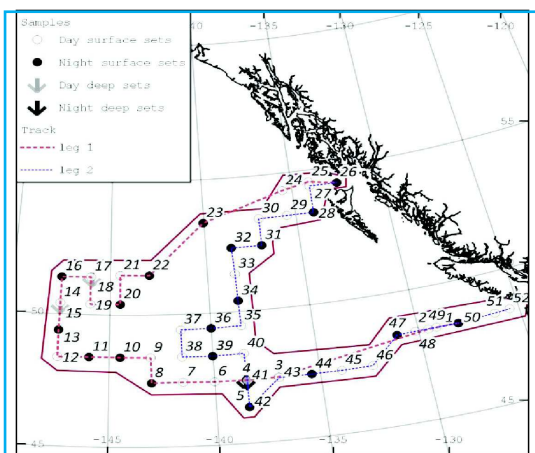 -140 -135 -130 -125
Samples
Day surface sets
Night surface sets
Day deep sets
Night deep sets
Track
leg 1
leg 2
55
24 25 26
27
23 30 29 28
32 31
16 17 21 22 33
14 18
15 19 20 34
50 13 37 36 35
12 11 10 9 38 39 40
8 7 6 4 41 3 43 44 45 46
5 42
47 2 49 1 50 51 52
48
45 45
-145 -140 -135 -130